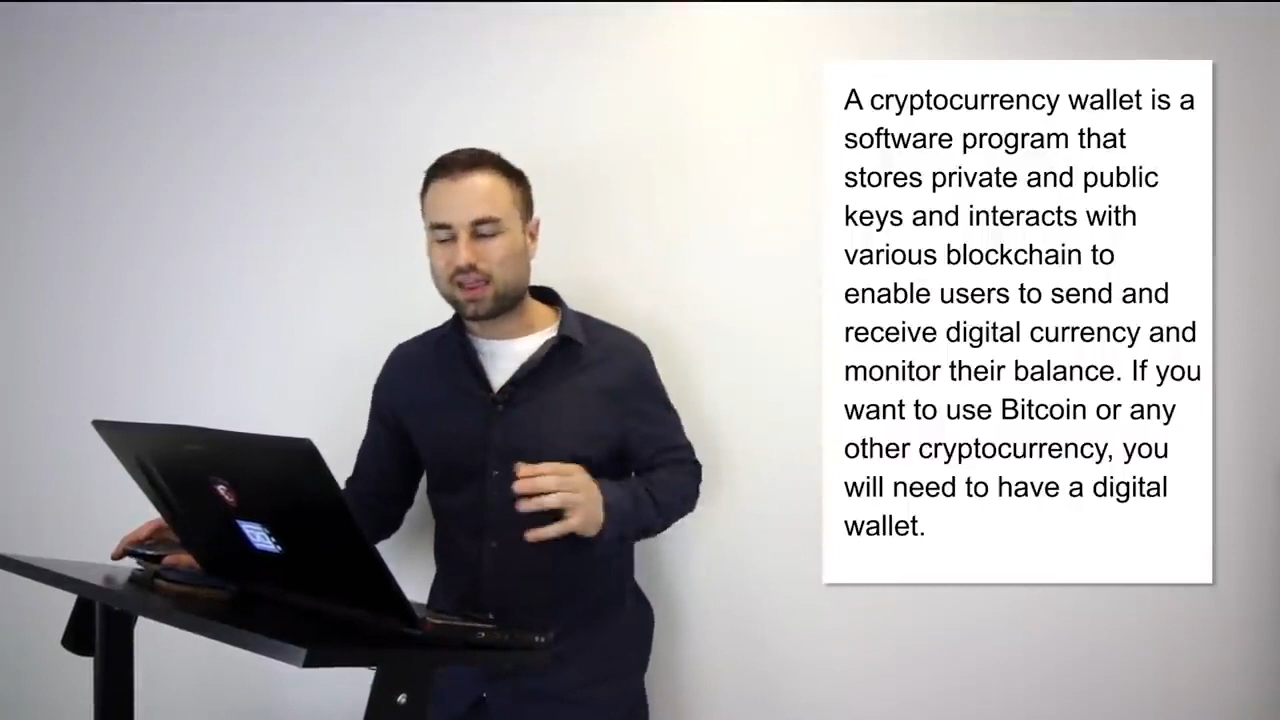 A cryptocurrency wallet is a
software program that
stores private and public
keys and interacts with
various blockchain to
enable users to send and
receive digital currency and
monitor their balance. If you
want to use Bitcoin or any
other cryptocurrency, you
will need to have a digital
wallet.